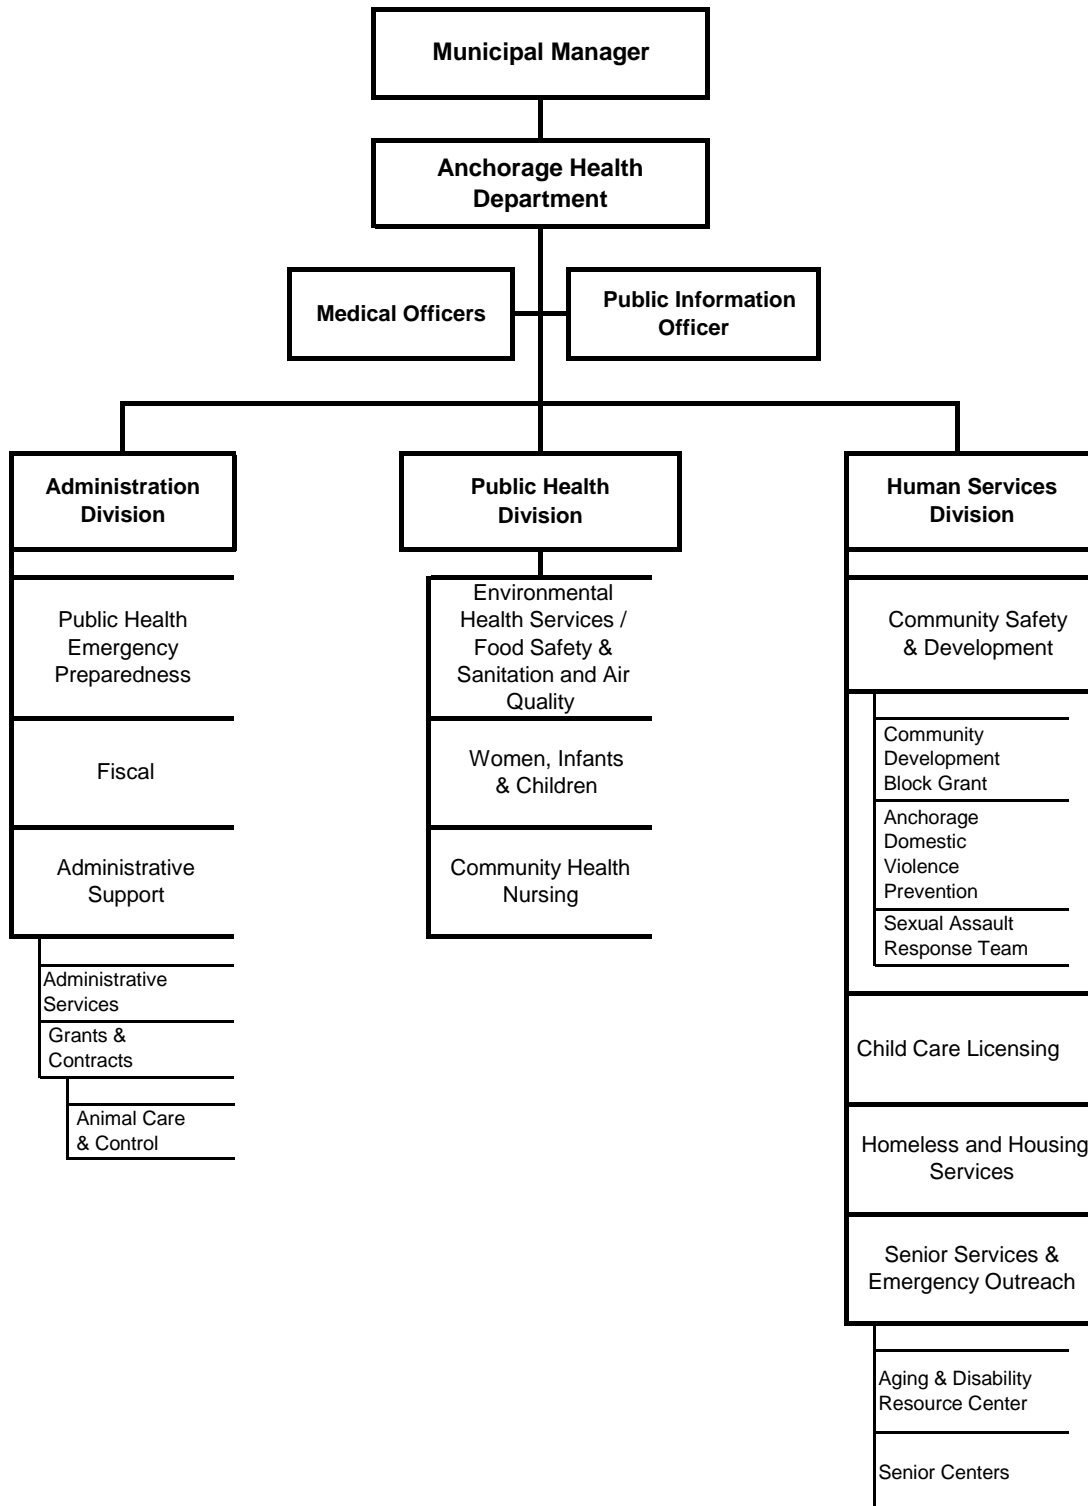 Municipal Manager
Anchorage Health
Department
Medical Officers
Public Information
Officer
Administration
Division
Public Health
Emergency
Preparedness
Fiscal
Administrative
Support
Administrative
Services
Grants &
Contracts
Animal Care
& Control
Public Health
Division
Environmental
Health Services /
Food Safety &
Sanitation and Air
Quality
Women, Infants
& Children
Community Health
Nursing
Human Services
Division
Community Safety
& Development
Community
Development
Block Grant
Anchorage
Domestic
Violence
Prevention
Sexual Assault
Response Team
Child Care Licensing
Homeless and Housing
Services
Senior Services &
Emergency Outreach
Aging & Disability
Resource Center
Senior Centers